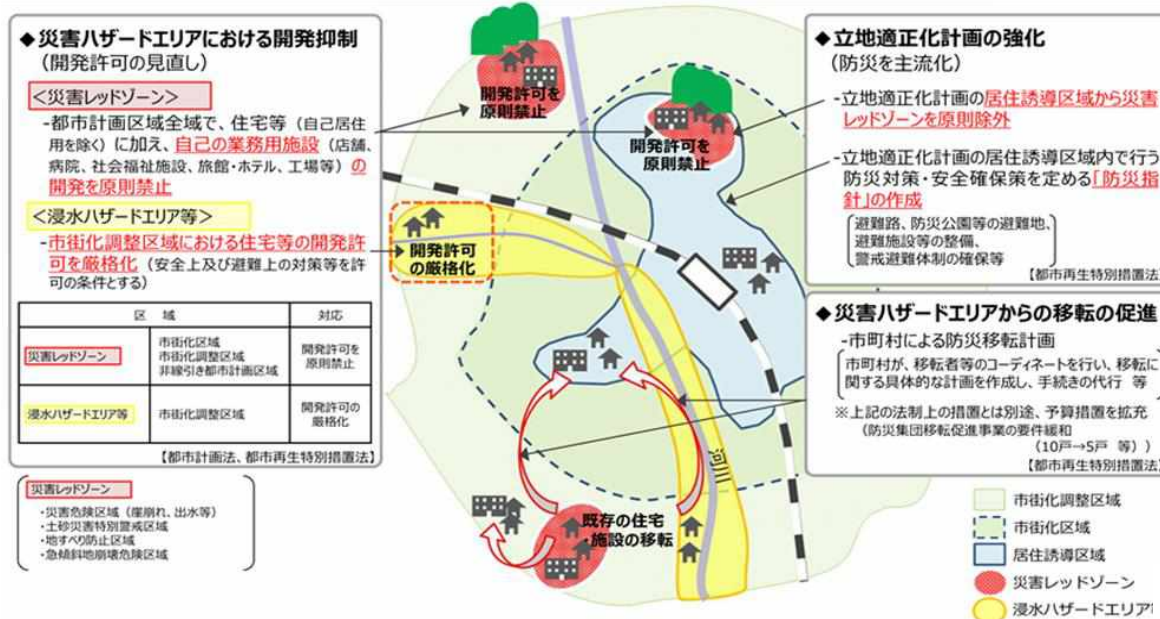 ◆災害ハザードエリアにおける開発抑制
（開発許可の見直し）
＜災害レッドゾーン＞
-都市計画区域全域で、住宅等（自己居住
用を除く）に加え、自己の業務用施設（店舗、
病院、社会福祉施設、旅館・ホテル、工場等）の
開発を原則禁止
＜浸水ハザードエリア等＞
-市街化調整区域における住宅等の開発許
可を厳格化（安全上及び避難上の対策等を許
可の条件とする）
区　域
対応
災害レッドゾーン
市街化区域
市街化調整区域
非線引き都市計画区域
開発許可を
原則禁止
浸水ハザードエリア等
市街化調整区域
開発許可の
厳格化
【都市計画法、都市再生特別措置法】
災害レッドゾーン
・災害危険区域（崖崩れ、出水等）
・土砂災害特別警戒区域
・地すべり防止区域
・急傾斜地崩壊危険区域
開発許可を
原則禁止
開発許可を
原則禁止
開発許可
の厳格化
既存の住宅
・施設の移転
河川
◆立地適正化計画の強化
（防災を主流化）
-立地適正化計画の居住誘導区域から災害
レッドゾーンを原則除外
-立地適正化計画の居住誘導区域内で行う
防災対策・安全確保策を定める「防災指
針」の作成
避難路、防災公園等の避難地、
避難施設等の整備、
警戒避難体制の確保等
【都市再生特別措置法】
◆災害ハザードエリアからの移転の促進
-市町村による防災移転計画
市町村が、移転者等のコーディネートを行い、移転に
関する具体的な計画を作成し、手続きの代行 等
※上記の法制上の措置とは別途、予算措置を拡充
（防災集団移転促進事業の要件緩和
（10戸→5戸 等））
【都市再生特別措置法】
市街化調整区域
市街化区域
居住誘導区域
災害レッドゾーン
浸水ハザードエリア